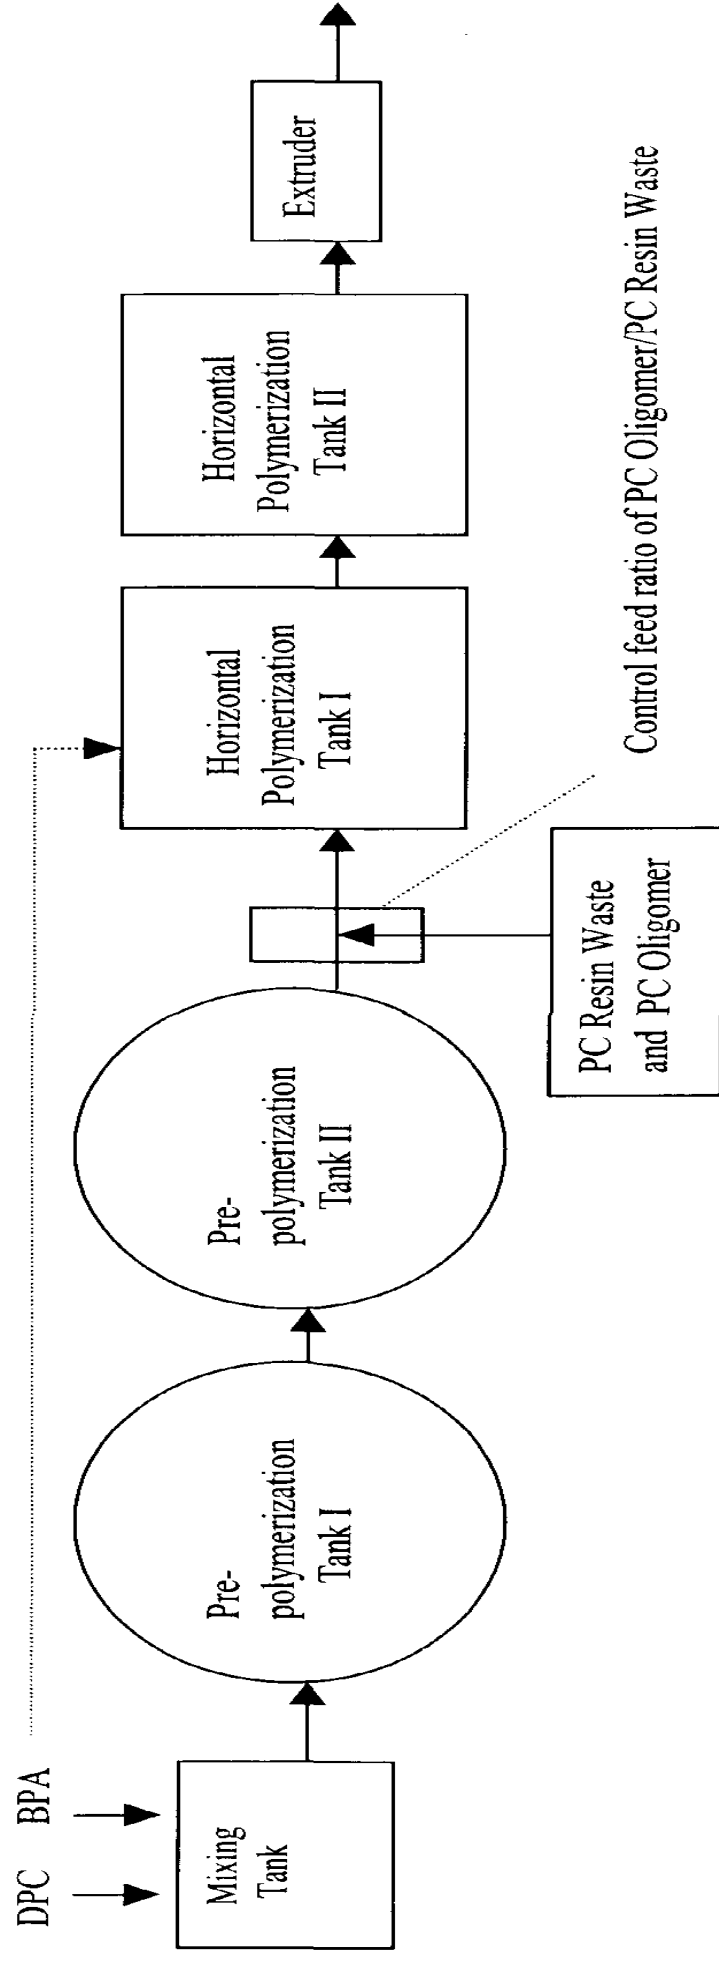 DPC BPA
Mixing
Tank
Pre-
polymerization
Tank I
Pre-
polymerization
Tank II
PC Resin Waste
and PC Oligomer
Control feed ratio of PC Oligomer/PC Resin Waste
Horizontal
Polymerization
Tank I
Horizontal
Polymerization
Tank II
Extruder